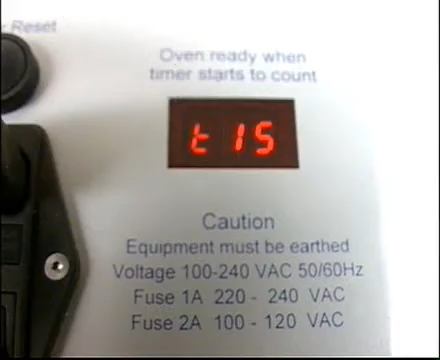 Reset
Oven ready when
timer starts to count
t15
Caution
Equipment must be earthed
Voltage 100-240 VAC 50/60Hz
Fuse 1A 220 - 240 VAC
Fuse 2A 100 - 120 VAC